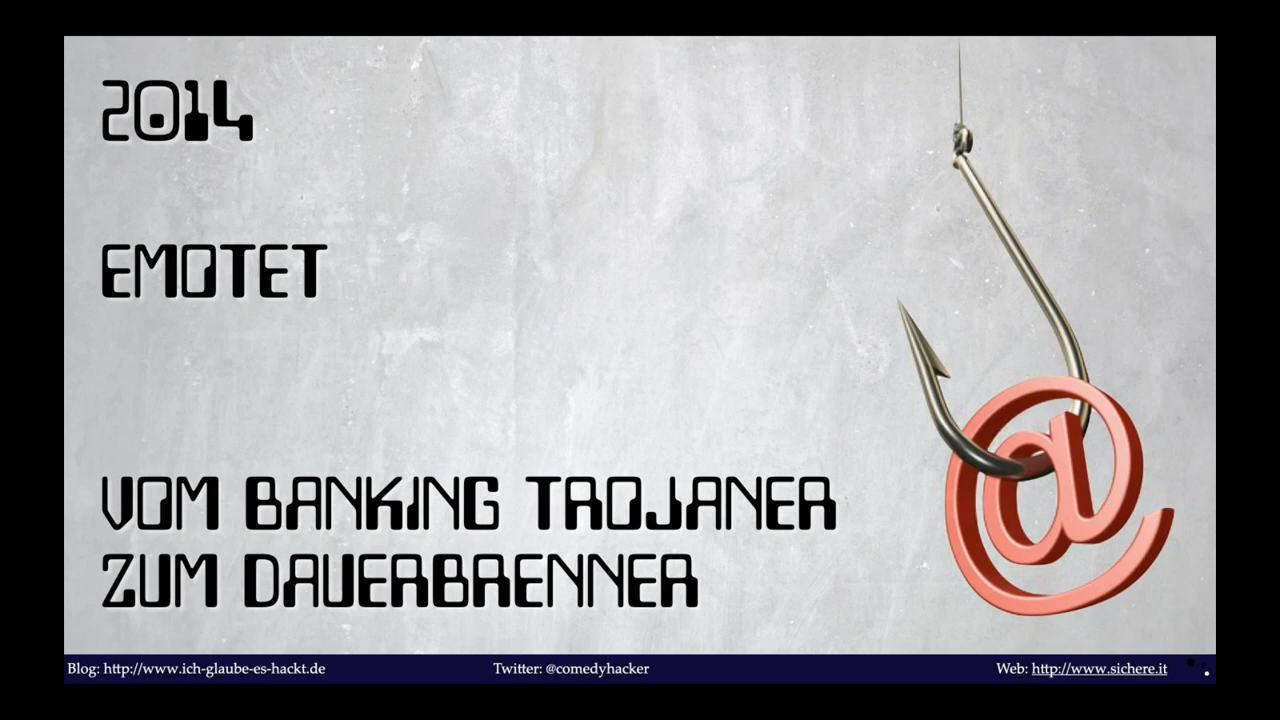 2014
EMOTET
VOM BANKING TROJANER
ZUM DAUERBRENNER
Blog: http://www.ich-glaube-es-hackt.de
Twitter: @comedyhacker
Web: http://www.sichere.it